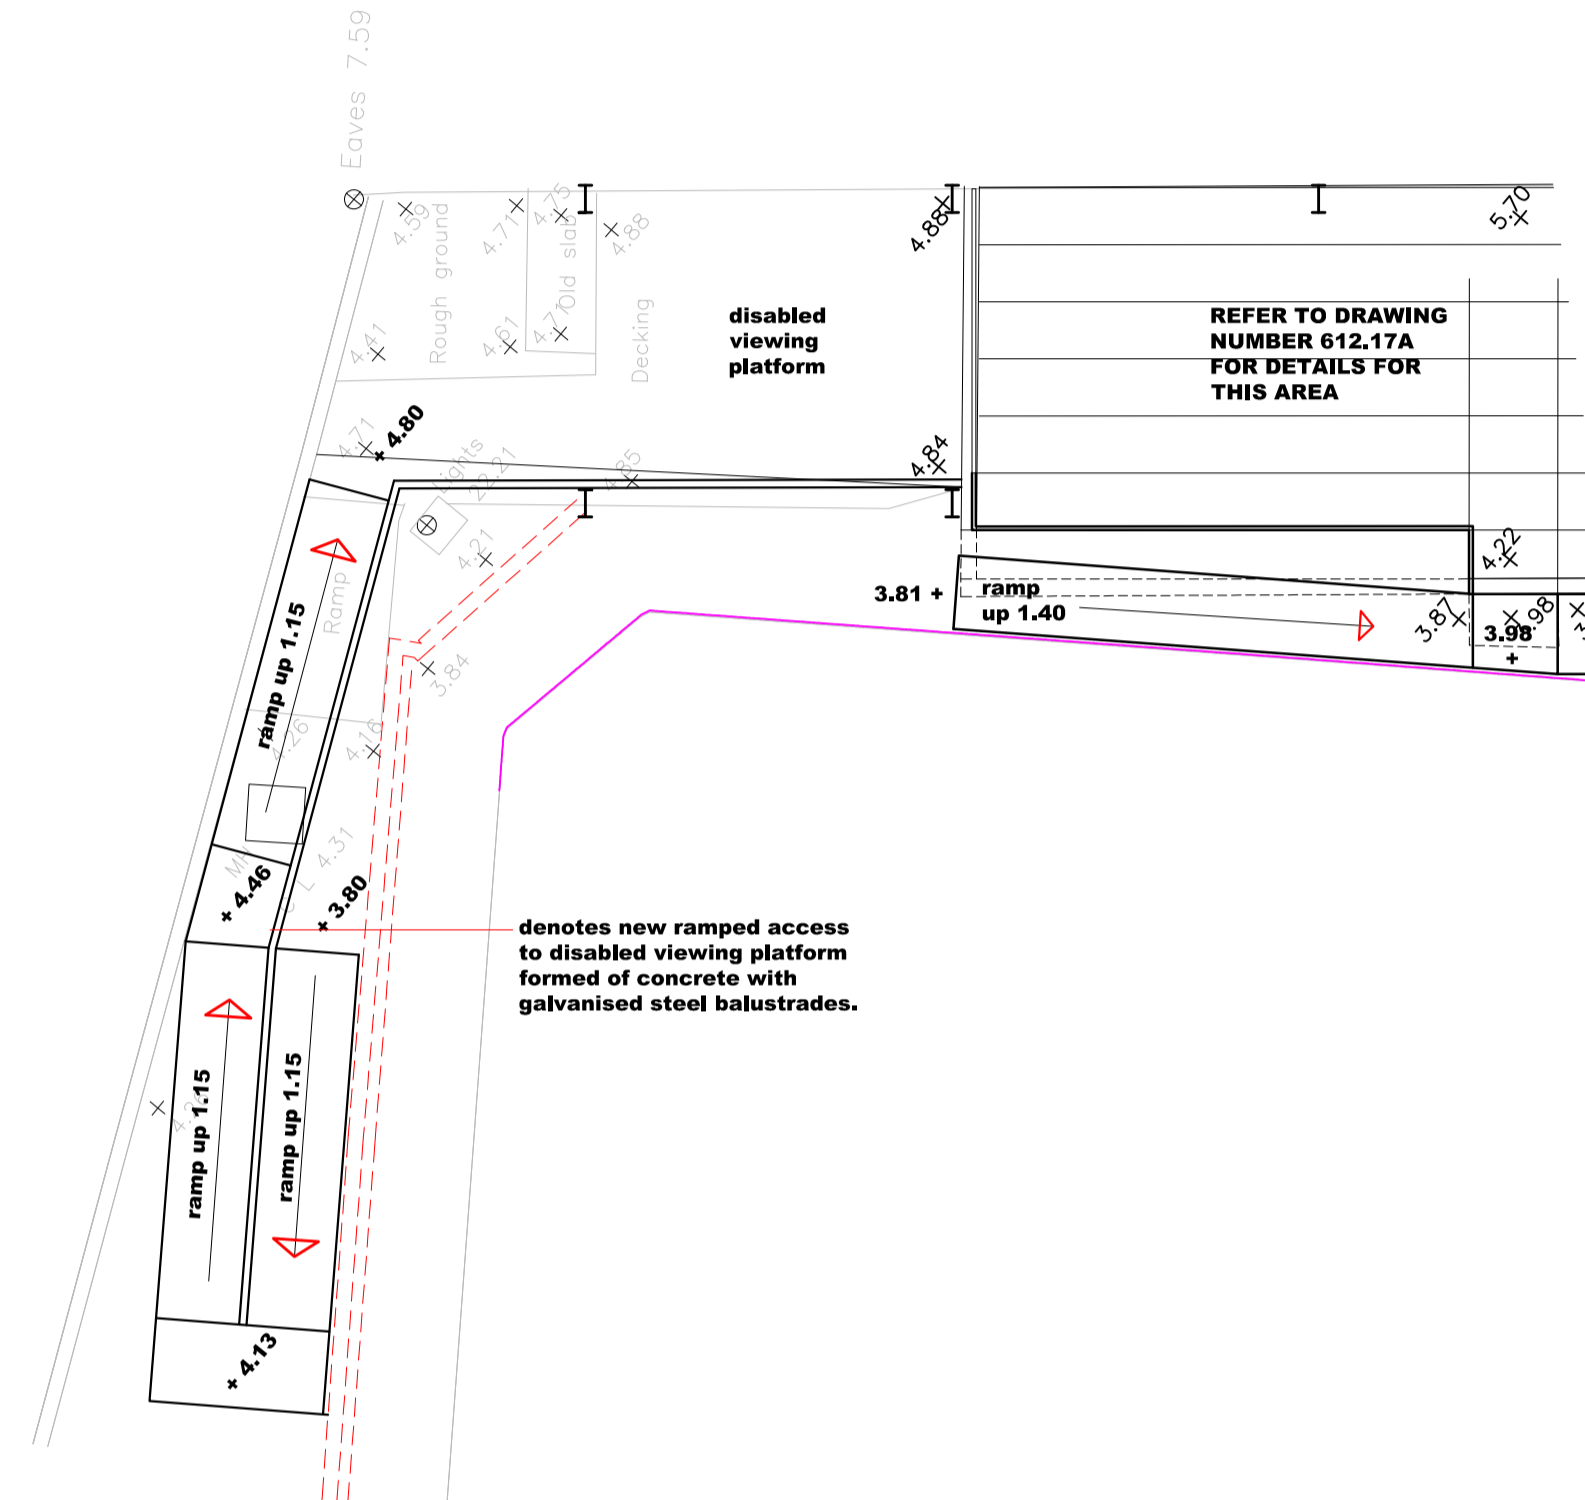 Eaves 7.59
4.59
Rough ground
4.71
4.75
Old slab
4.88
4.88
5.70
4.41
4.61
4.71
Decking
disabled
viewing
platform
REFER TO DRAWING
NUMBER 612.17A
FOR DETAILS FOR
THIS AREA
4.71
+ 4.80
Lights
22.21
4.85
4.84
4.21
4.22
Ramp
ramp up 1.15
3.81 +
ramp
up 1.40
3.87
3.98
3.98
+
3.84
4.26
4.16
MH
L 4.31
+ 4.46
+ 3.80
denotes new ramped access
to disabled viewing platform
formed of concrete with
galvanised steel balustrades.
ramp up 1.15
ramp up 1.15
+ 4.13